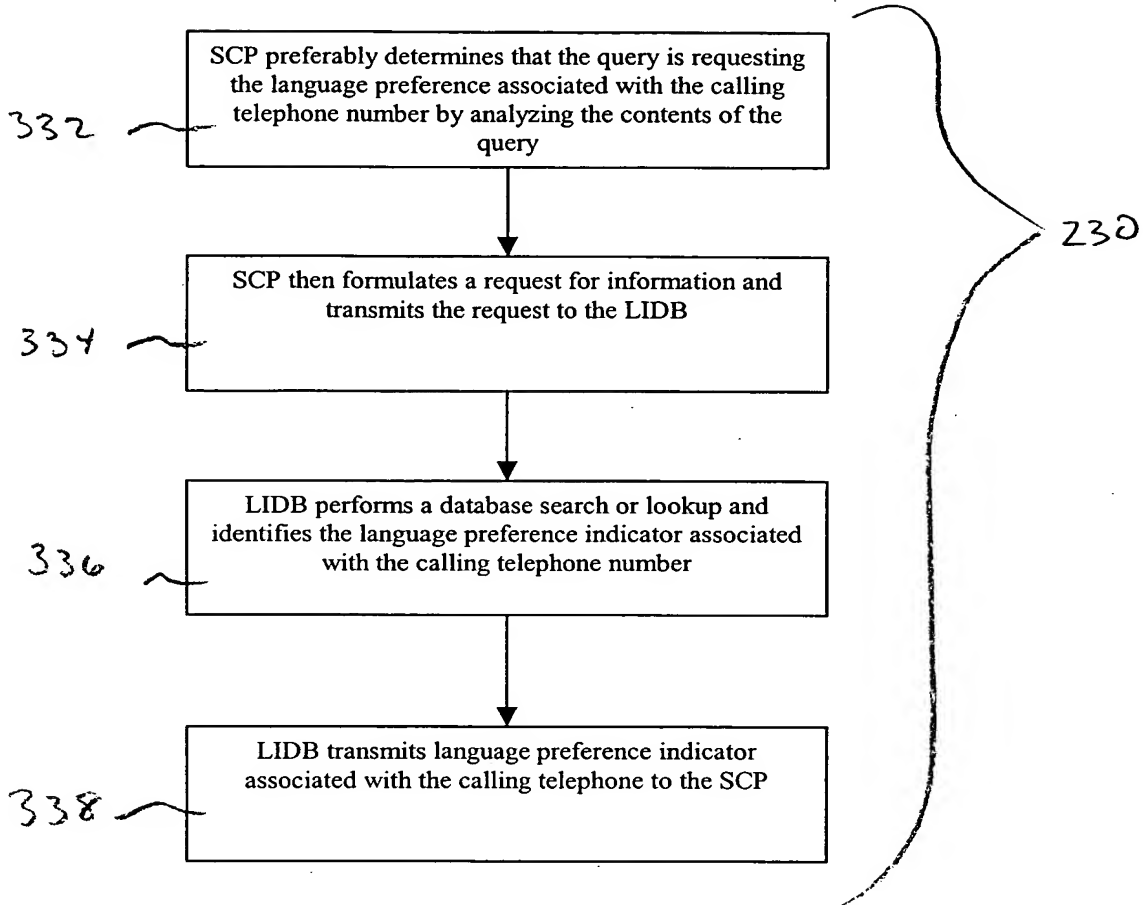 SCP preferably determines that the query is requesting
the language preference associated with the calling
telephone number by analyzing the contents of the
query
332
230
SCP then formulates a request for information and
transmits the request to the LIDB
334
LIDB performs a database search or lookup and
identifies the language preference indicator associated
with the calling telephone number
336
LIDB transmits language preference indicator
associated with the calling telephone to the SCP
338